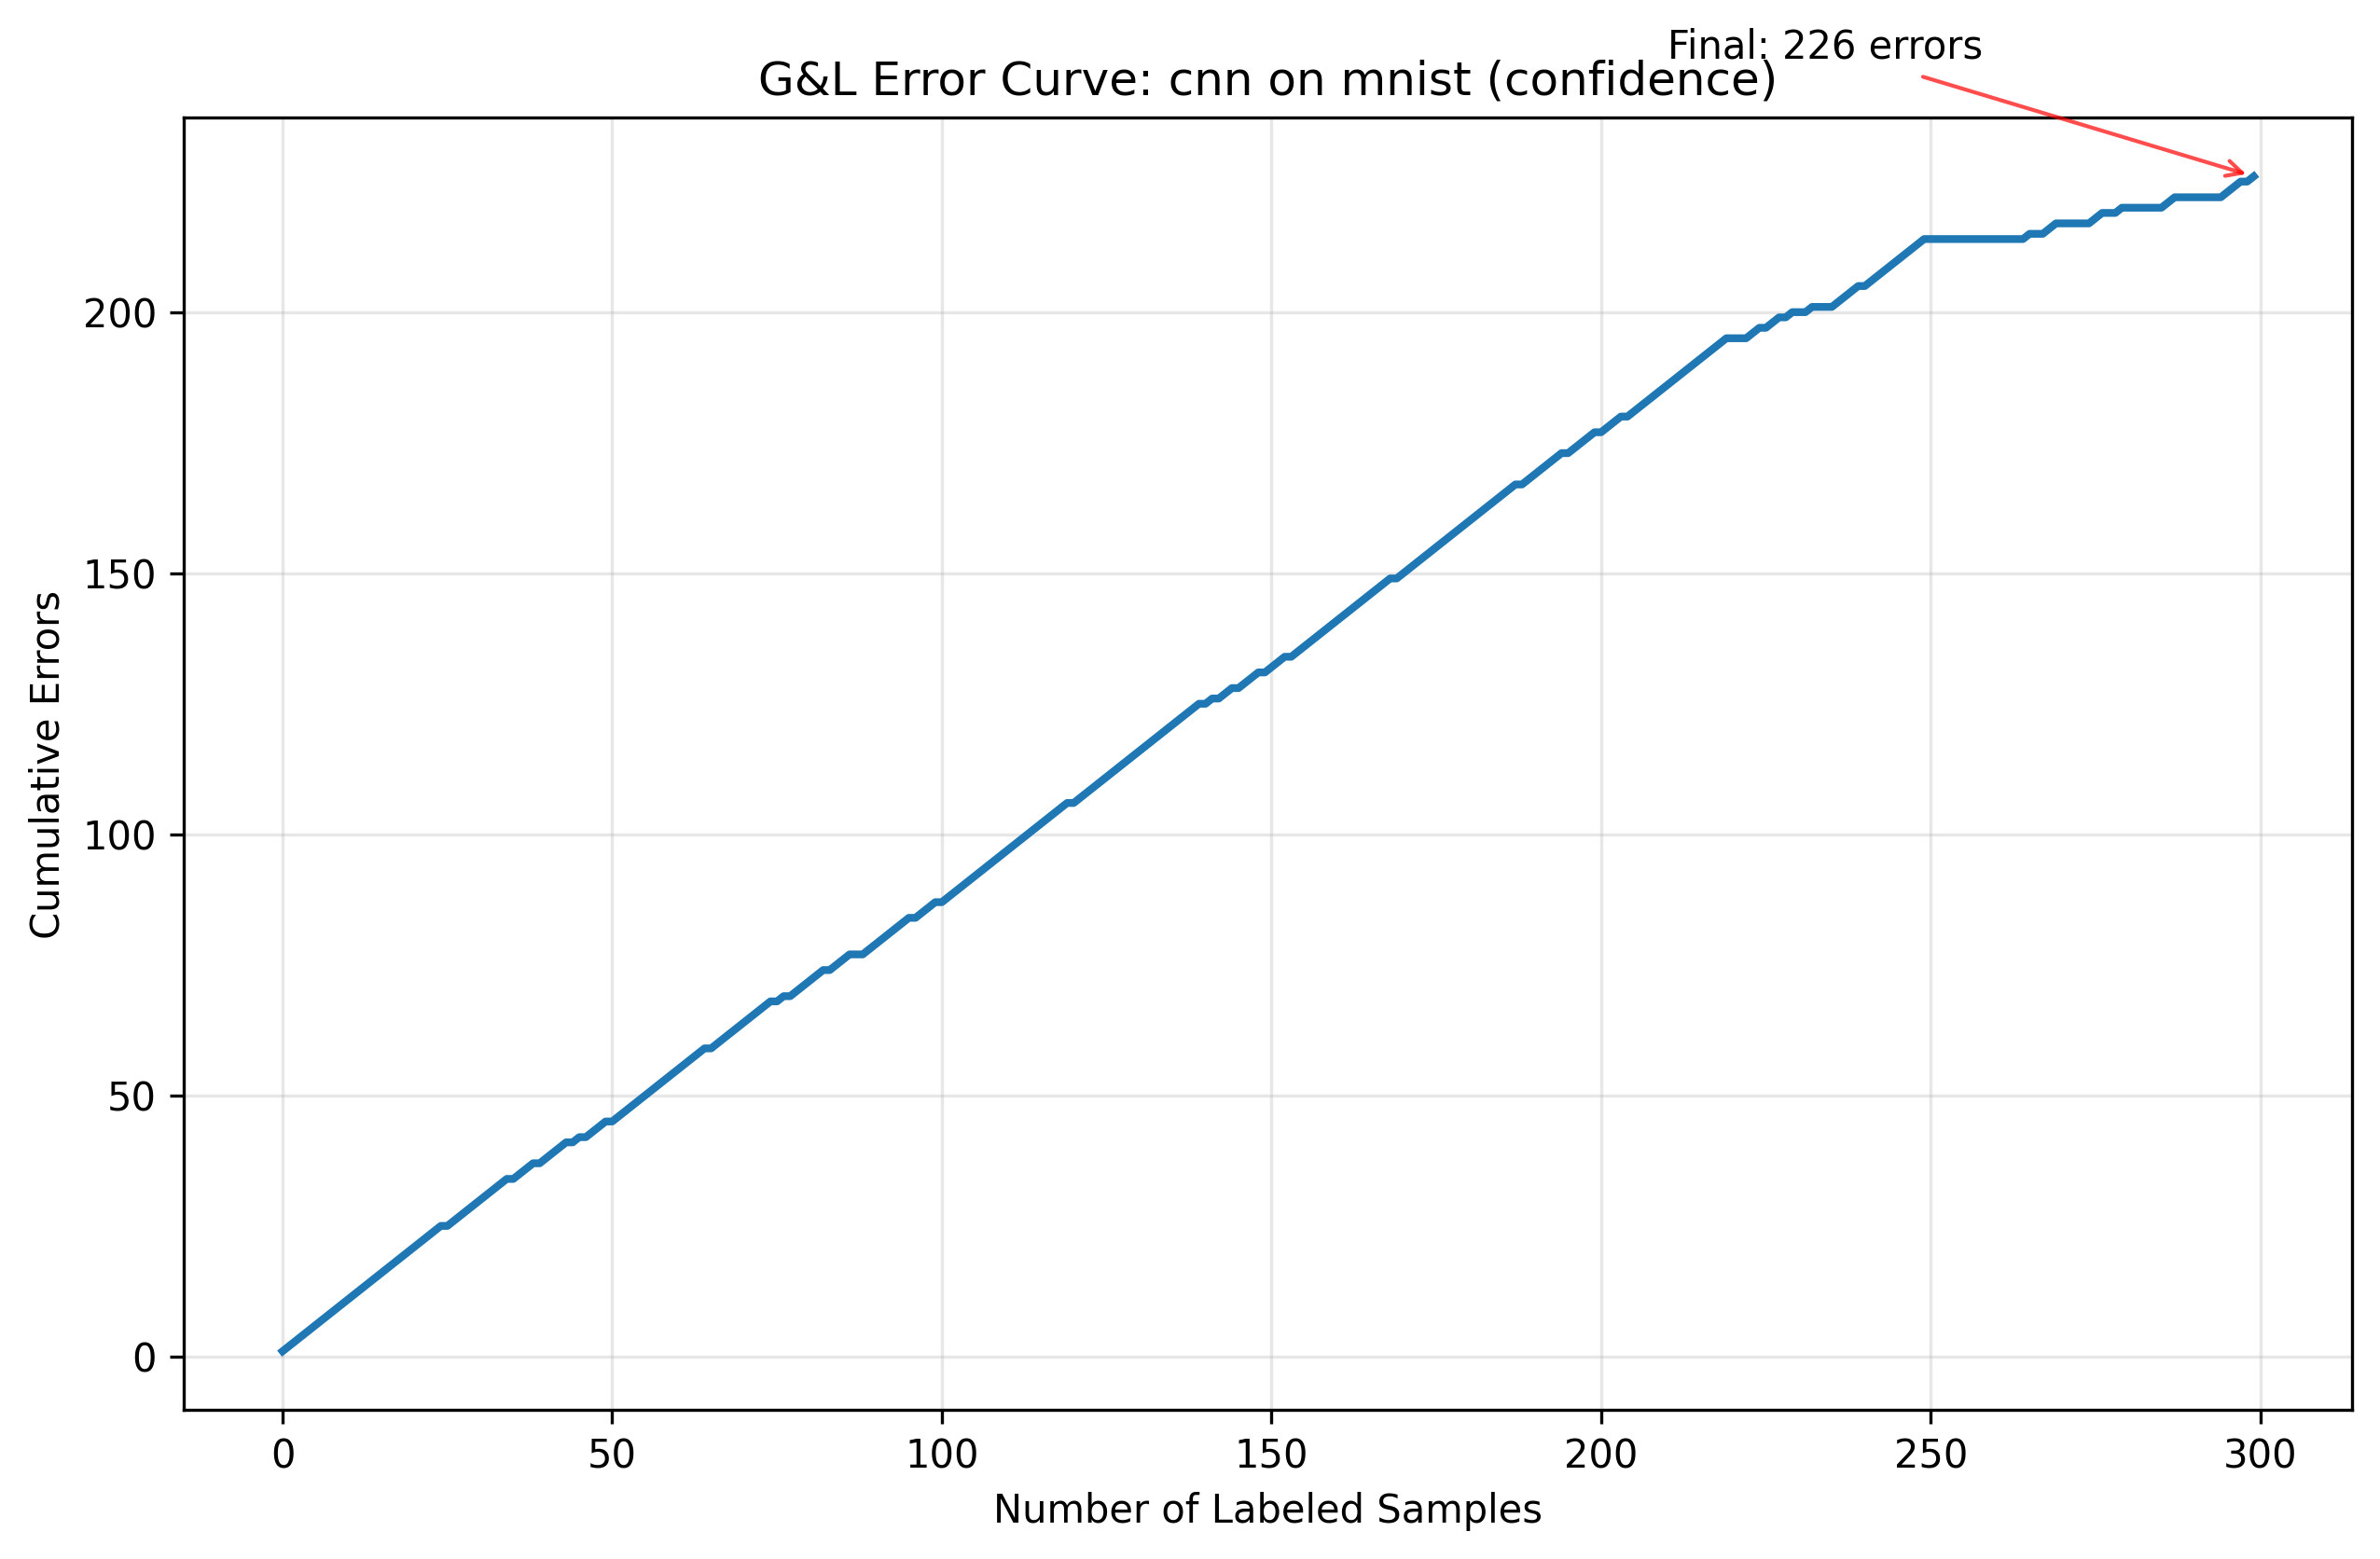 Final: 226 errors
G&L Error Curve: cnn on mnist (confidence)
Cumulative Errors
200
150
100
50
0
0 50 100 150 200 250 300
Number of Labeled Samples